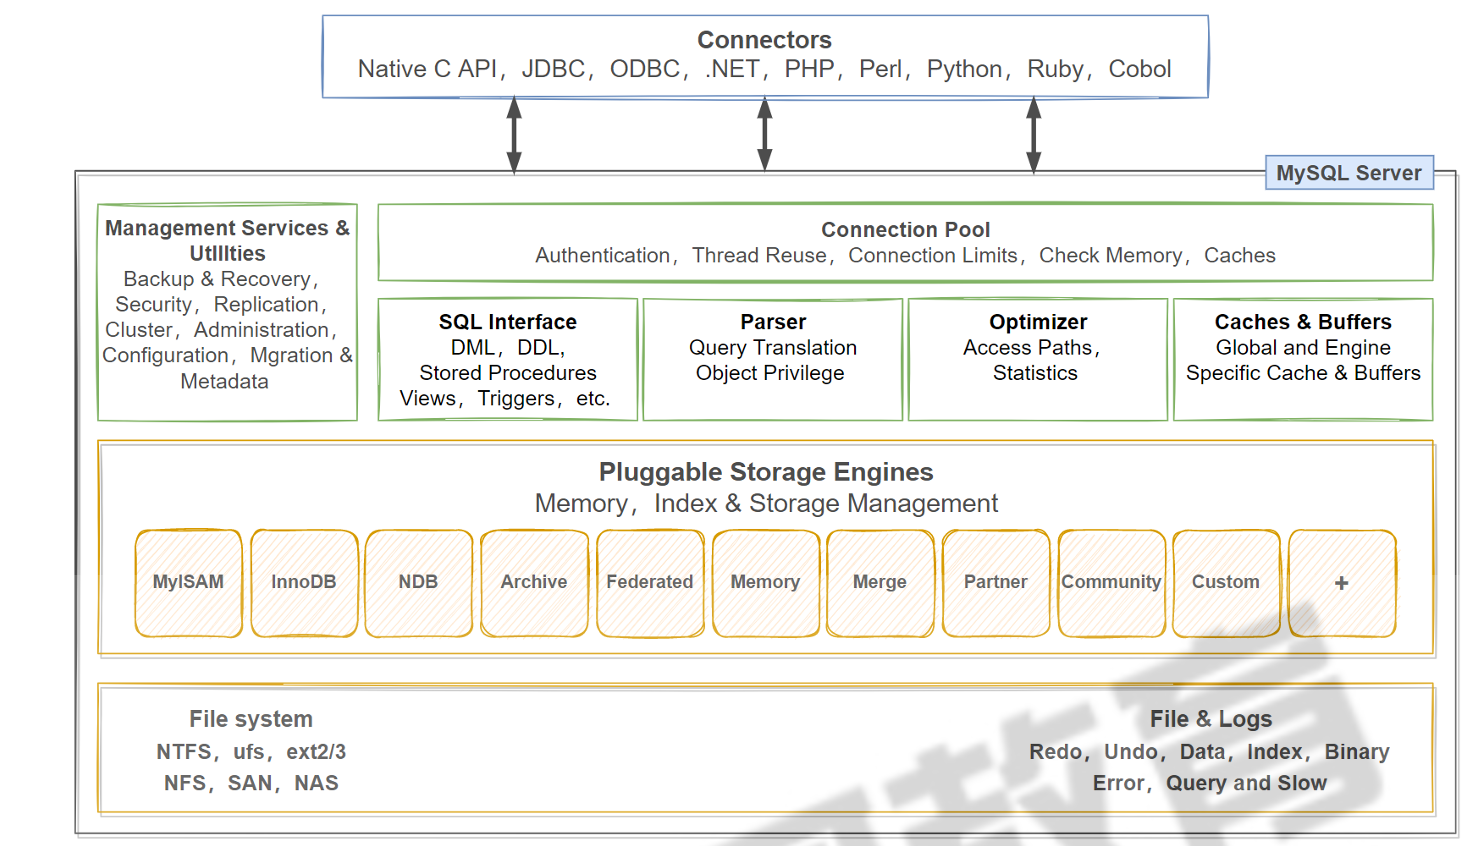 Connectors
Native C API，JDBC，ODBC，.NET，PHP，Perl，Python，Ruby，Cobol
MySQL Server
Management Services &
UtIlItIes
Backup & Recovery，
Security，Replication，
Cluster，Administration，
Configuration，Mgration &
Metadata
Connection Pool
Authentication，Thread Reuse，Connection Limits，Check Memory，Caches
SQL Interface
DML，DDL，
Stored Procedures
Views，Triggers，etc.
Parser
Query Translation
Object Privilege
Optimizer
Access Paths，
Statistics
Caches & Buffers
Global and Engine
Specific Cache & Buffers
Pluggable Storage Engines
Memory，Index & Storage Management
MyISAM
InnoDB
NDB
Archive
Federated
Memory
Merge
Partner
Community
Custom
+
File system
NTFS，ufs，ext2/3
NFS，SAN，NAS
File & Logs
Redo，Undo，Data，Index，Binary
Error，Query and Slow
教育